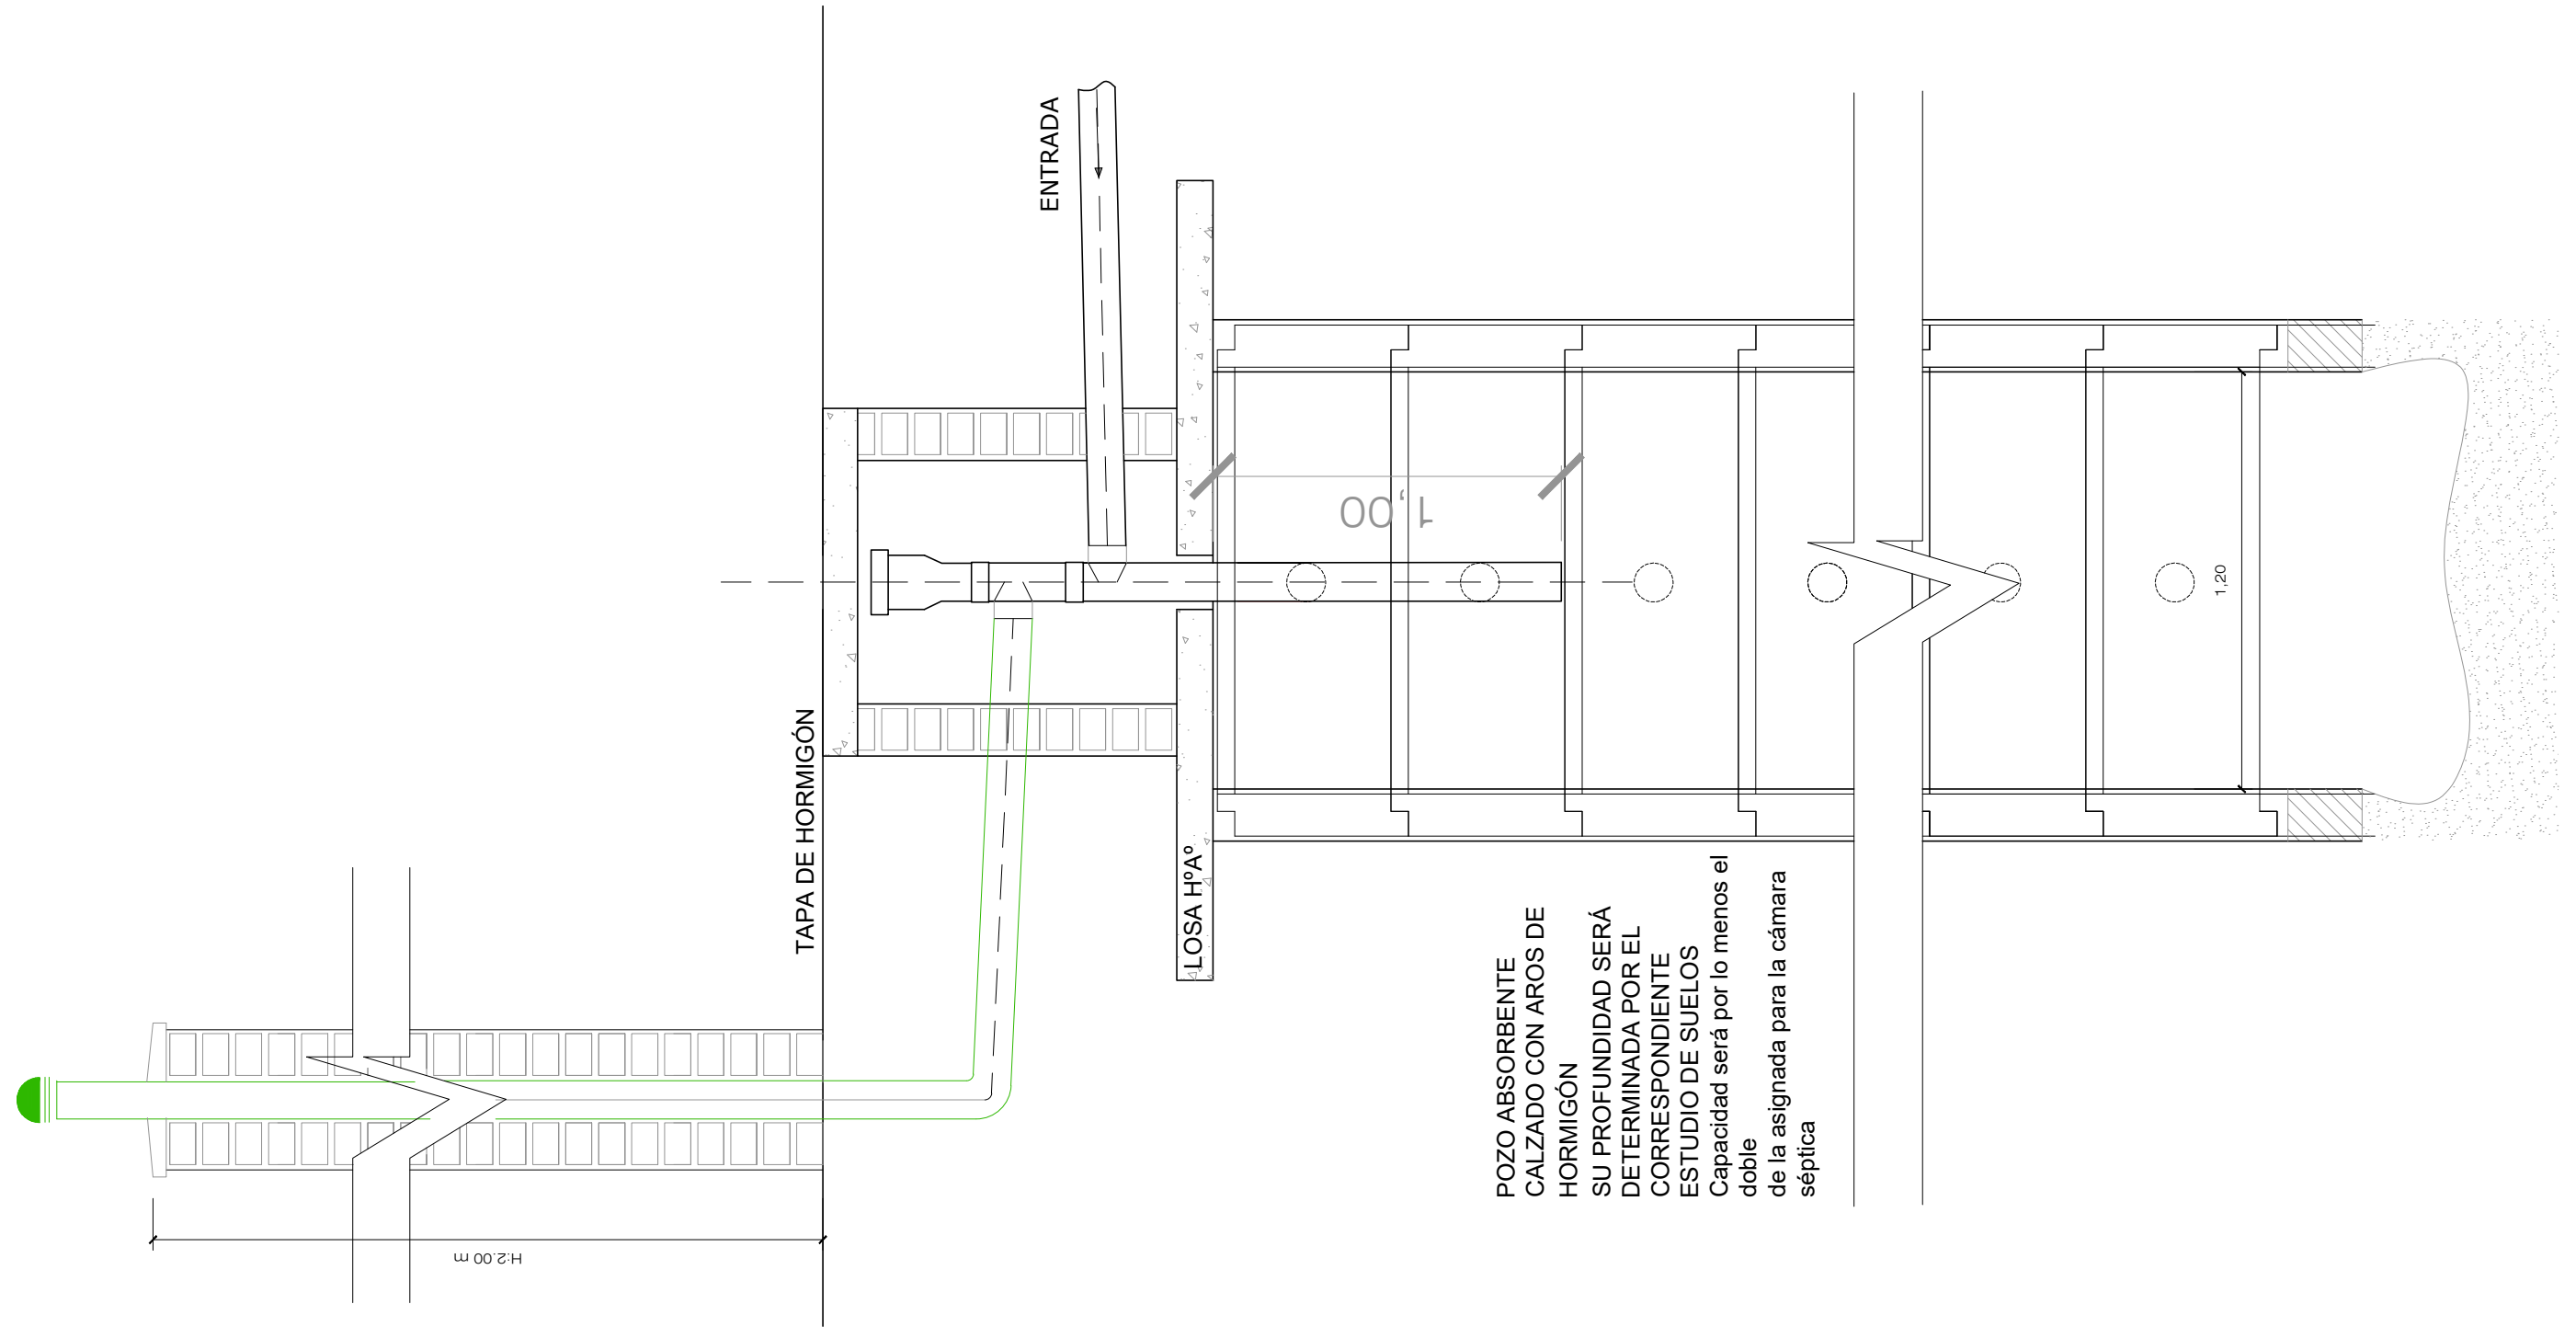 ENTRADA
TAPA DE HORMIGÓN
LOSA HºAº
1,00
1,20
H:2.00 m
POZO ABSORBENTE
CALZADO CON AROS DE
HORMIGÓN
SU PROFUNDIDAD SERÁ
DETERMINADA POR EL
CORRESPONDIENTE
ESTUDIO DE SUELOS
Capacidad será por lo menos el
doble
de la asignada para la cámara
séptica